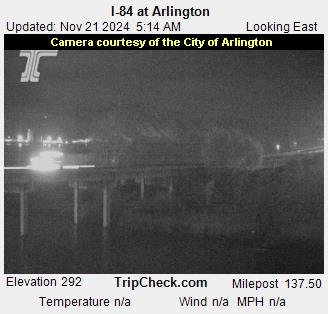 I-84 at Arlington
Updated: Nov 21 2024 5:14 AM Looking East
Camera courtesy of the City of Arlington
Elevation 292 TripCheck.com Milepost 137.50
Temperature n/a Wind n/a MPH n/a